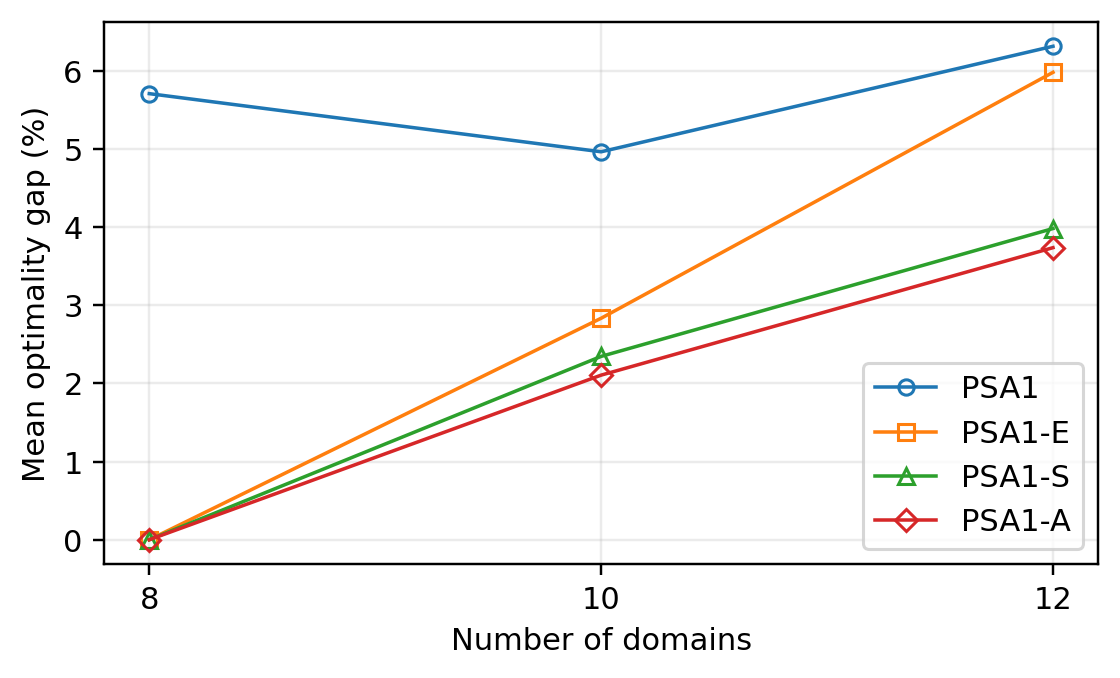 Mean optimality gap (%)
6
5
4
3
2
1
0
8
10
12
Number of domains
PSA1
PSA1-E
PSA1-S
PSA1-A